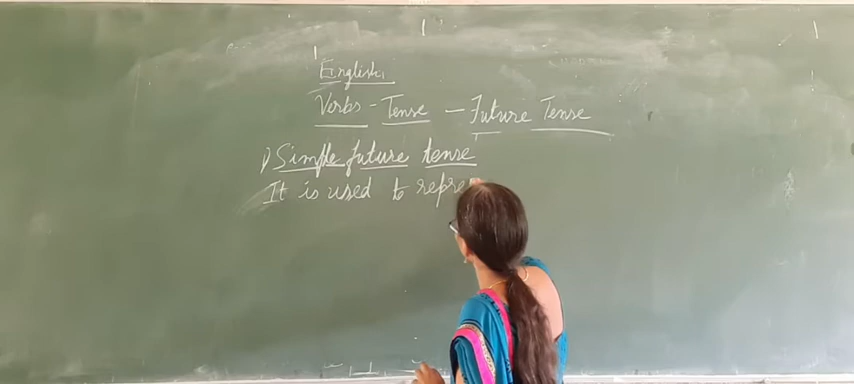 English
Verbs - Tense - Future Tense
1) Simple future tense
It is used to repre